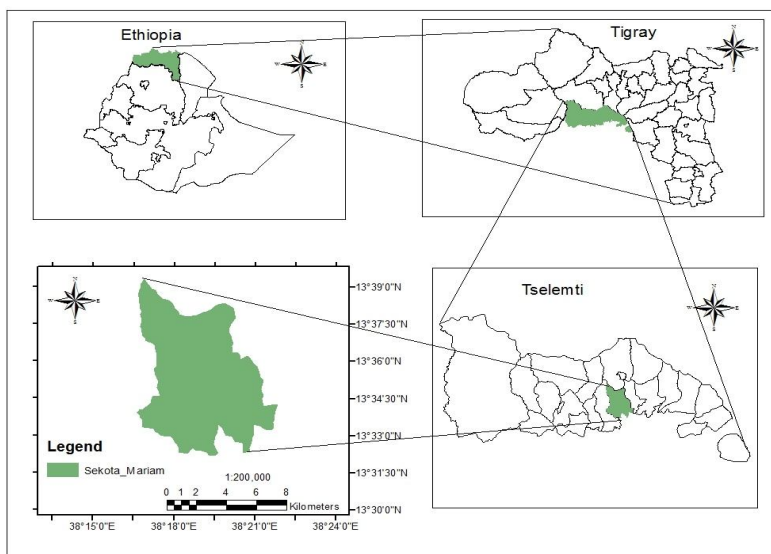 Ethiopia
N
W E
S
Tigray
N
W E
S
N
W E
S
13°39'0"N
13°37'30"N
13°36'0"N
13°34'30"N
13°33'0"N
13°31'30"N
13°30'0"N
Legend
Sekota_Mariam
1:200,000
0 1 2 4 6 8
Kilometers
38°15'0"E 38°18'0"E 38°21'0"E 38°24'0"E
Tselemti
N
W E
S